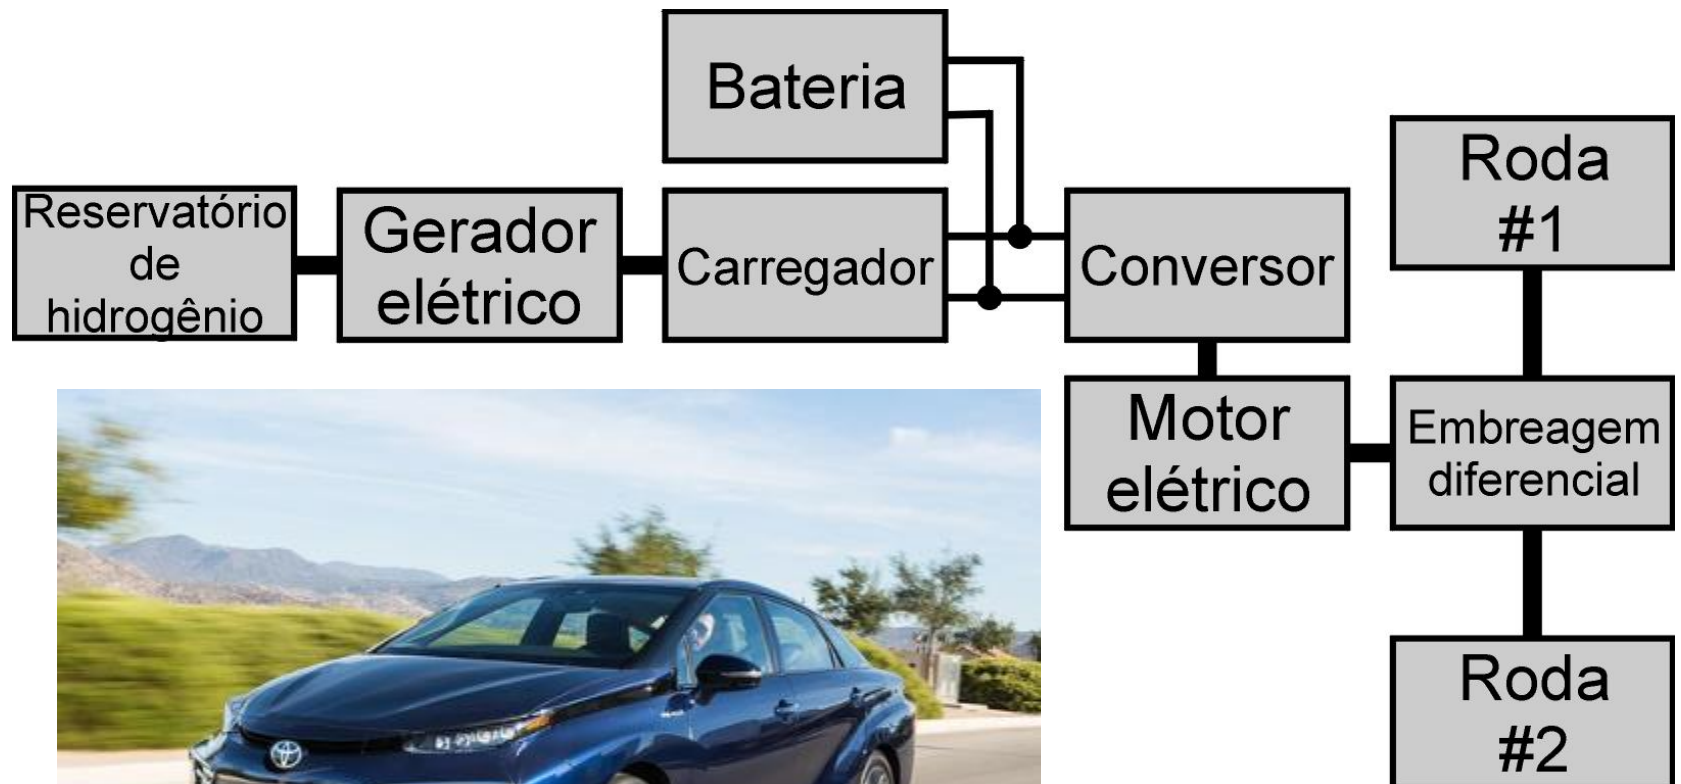 Bateria
Reservatório
de
hidrogênio
Gerador
elétrico
Carregador
Conversor
Roda
#1
Motor
elétrico
Embreagem
diferencial
Roda
#2